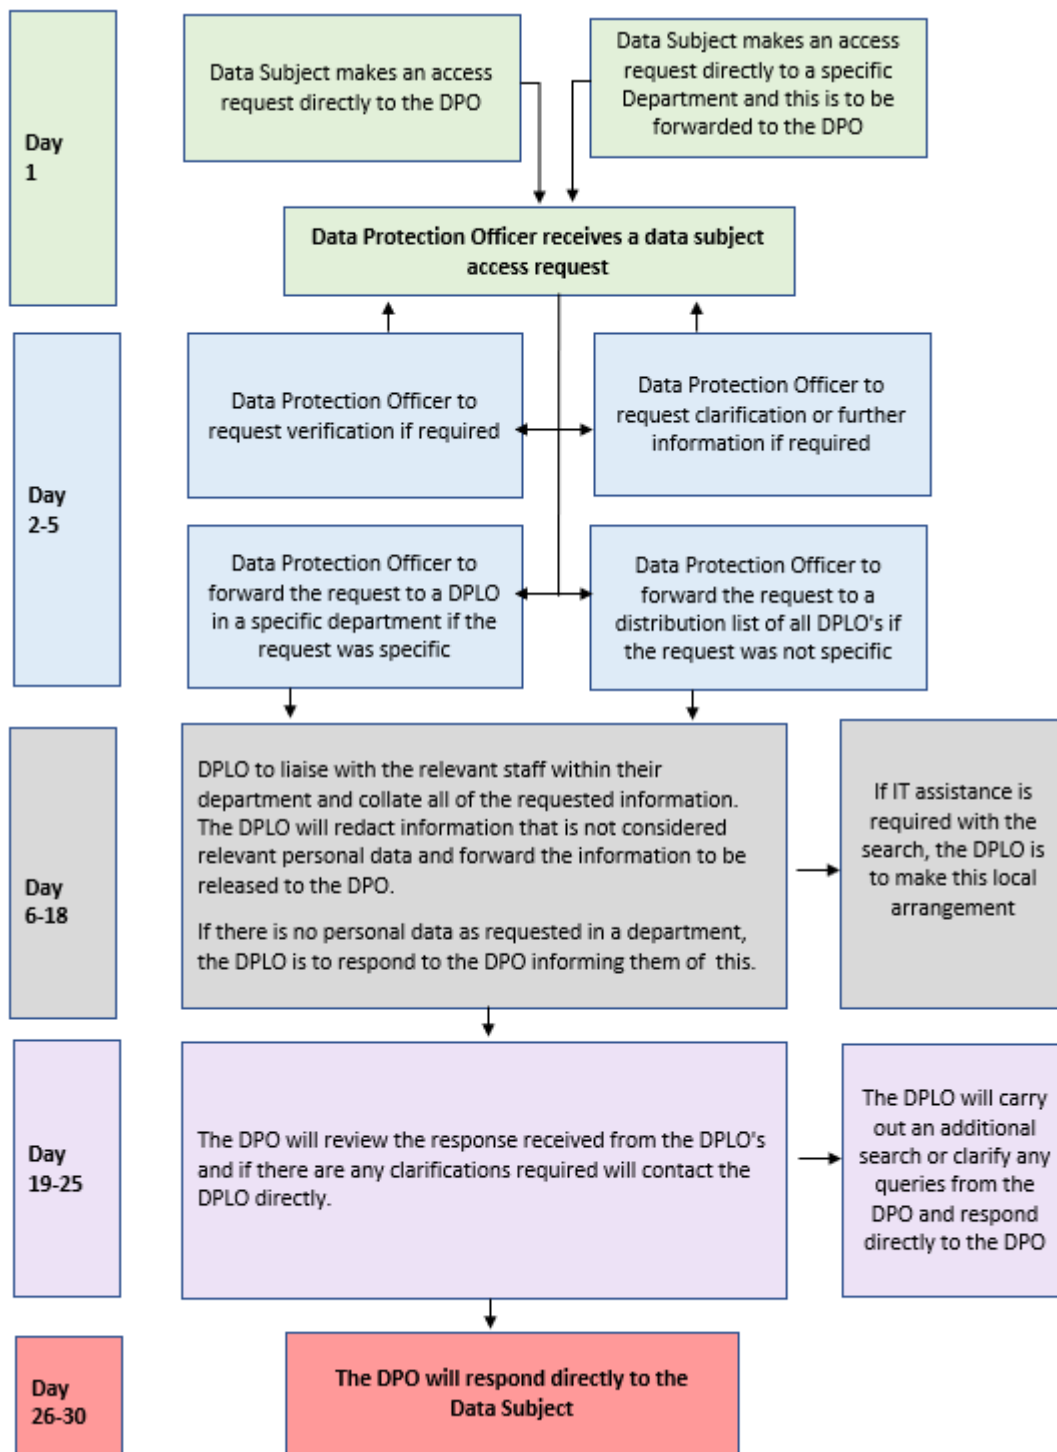 Day
1
Data Subject makes an access
request directly to the DPO
Data Subject makes an access
request directly to a specific
Department and this is to be
forwarded to the DPO
Data Protection Officer receives a data subject
access request
Day
2-5
Data Protection Officer to
request verification if required
Data Protection Officer to
request clarification or further
information if required
Data Protection Officer to
forward the request to a DPLO
in a specific department if the
request was specific
Data Protection Officer to
forward the request to a
distribution list of all DPLO's if
the request was not specific
Day
6-18
DPLO to liaise with the relevant staff within their
department and collate all of the requested information.
The DPLO will redact information that is not considered
relevant personal data and forward the information to be
released to the DPO.
If there is no personal data as requested in a department,
the DPLO is to respond to the DPO informing them of this.
If IT assistance is
required with the
search, the DPLO is
to make this local
arrangement
Day
19-25
The DPO will review the response received from the DPLO's
and if there are any clarifications required will contact the
DPLO directly.
The DPLO will carry
out an additional
search or clarify any
queries from the
DPO and respond
directly to the DPO
Day
26-30
The DPO will respond directly to the
Data Subject